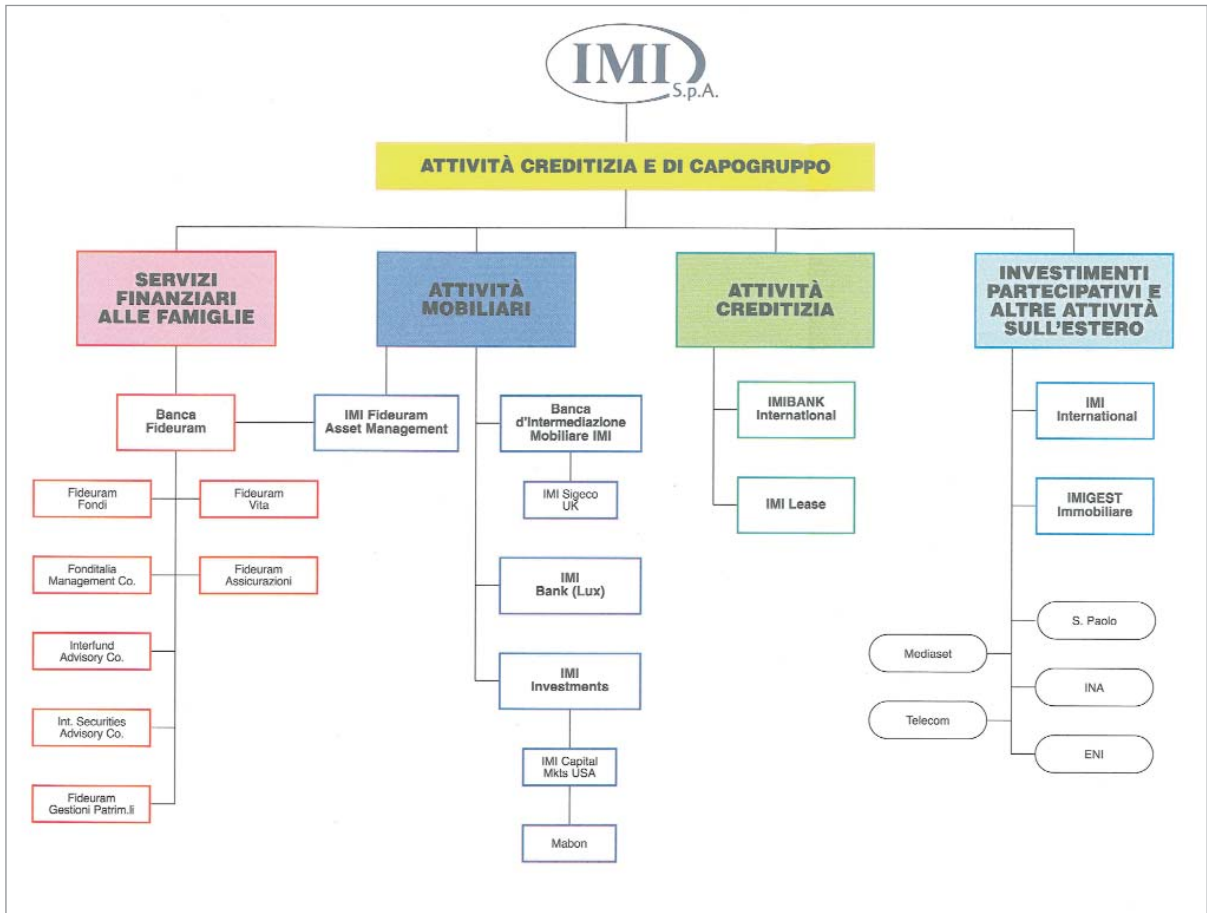 IMI
S.p.A.
ATTIVITÀ CREDITIZIA E DI CAPOGRUPPO
SERVIZI
FINANZIARI
ALLE FAMIGLIE
ATTIVITÀ
MOBILIARI
ATTIVITÀ
CREDITIZIA
INVESTIMENTI
PARTECIPATIVI E
ALTRE ATTIVITÀ
SULL'ESTERO
Banca
Fideuram
IMI Fideuram
Asset Management
Banca
d'Intermediazione
Mobiliare IMI
IMIBANK
International
IMI
International
Fideuram
Fondi
Fideuram
Vita
IMI Sigeco
UK
IMI Lease
IMIGEST
Immobiliare
Fonditalia
Management Co.
Fideuram
Assicurazioni
IMI
Bank (Lux)
Interfund
Advisory Co.
IMI
Investments
S. Paolo
Mediaset
INA
Int. Securities
Advisory Co.
Telecom
IMI Capital
Mkts USA
ENI
Fideuram
Gestioni Patrim.li
Mabon